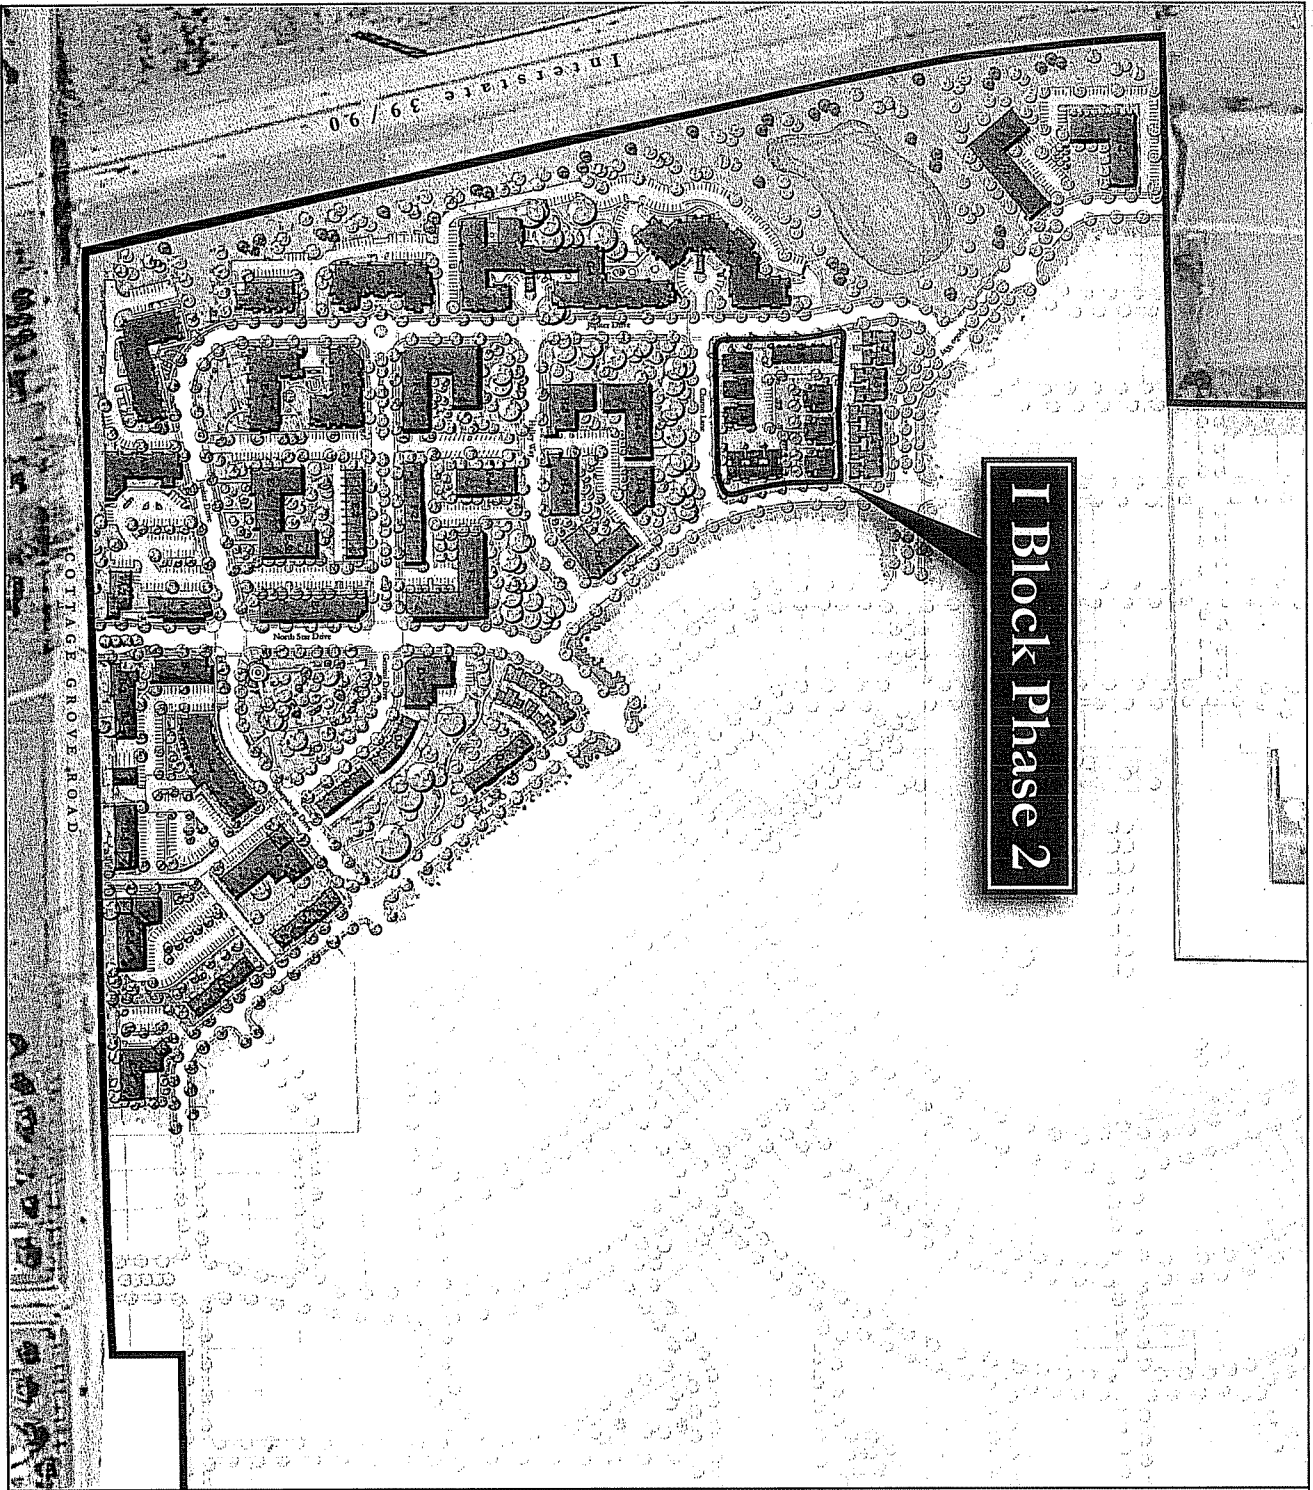 Interstate 39/90
I Block Phase 2
Jupiter Drive
North Star Drive
COTTAGE GROVE ROAD